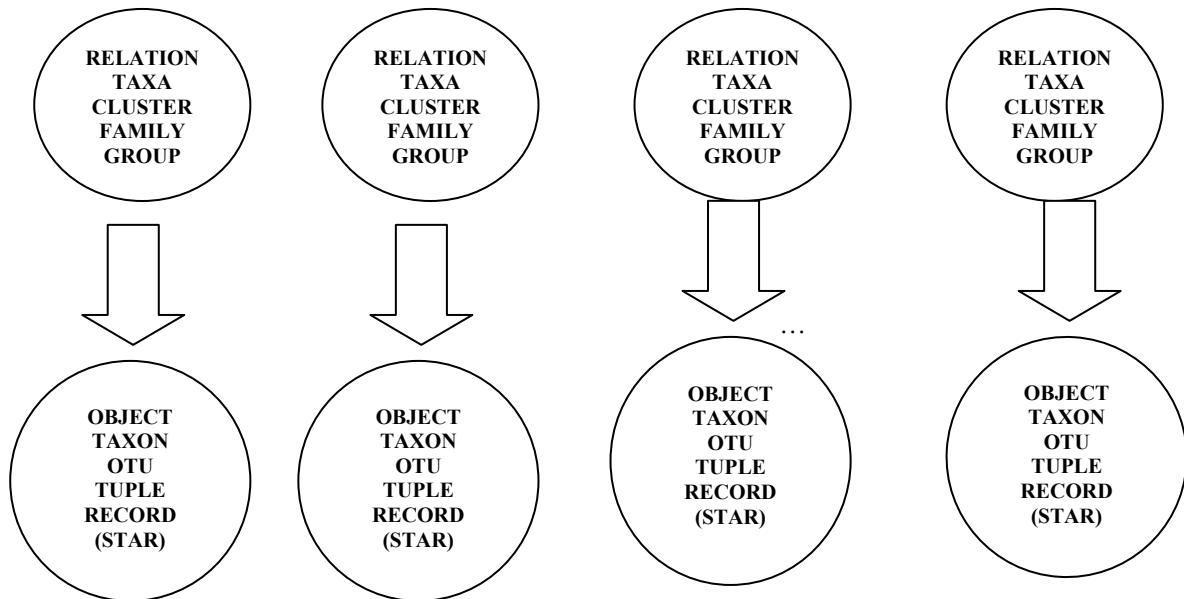 RELATION
TAXA
CLUSTER
FAMILY
GROUP
RELATION
TAXA
CLUSTER
FAMILY
GROUP
RELATION
TAXA
CLUSTER
FAMILY
GROUP
RELATION
TAXA
CLUSTER
FAMILY
GROUP
…
OBJECT
TAXON
OTU
TUPLE
RECORD
(STAR)
OBJECT
TAXON
OTU
TUPLE
RECORD
(STAR)
OBJECT
TAXON
OTU
TUPLE
RECORD
(STAR)
OBJECT
TAXON
OTU
TUPLE
RECORD
(STAR)